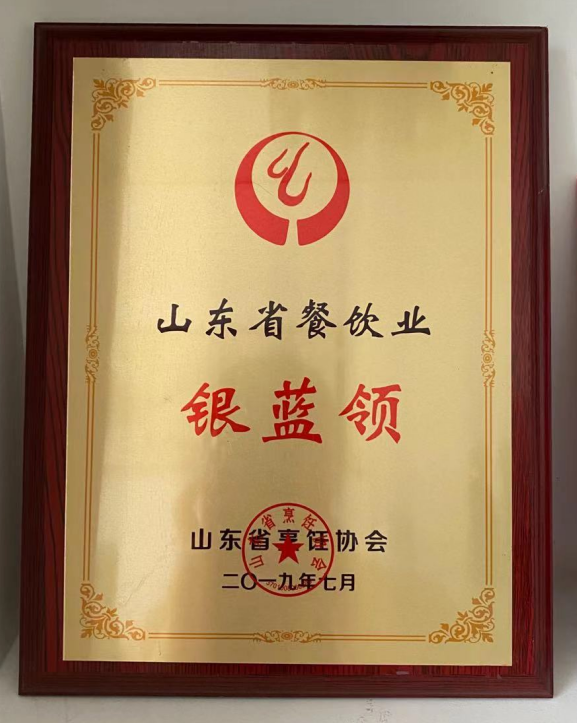 山东省餐饮业
银蓝领
山东省烹饪协会
二〇一九年七月